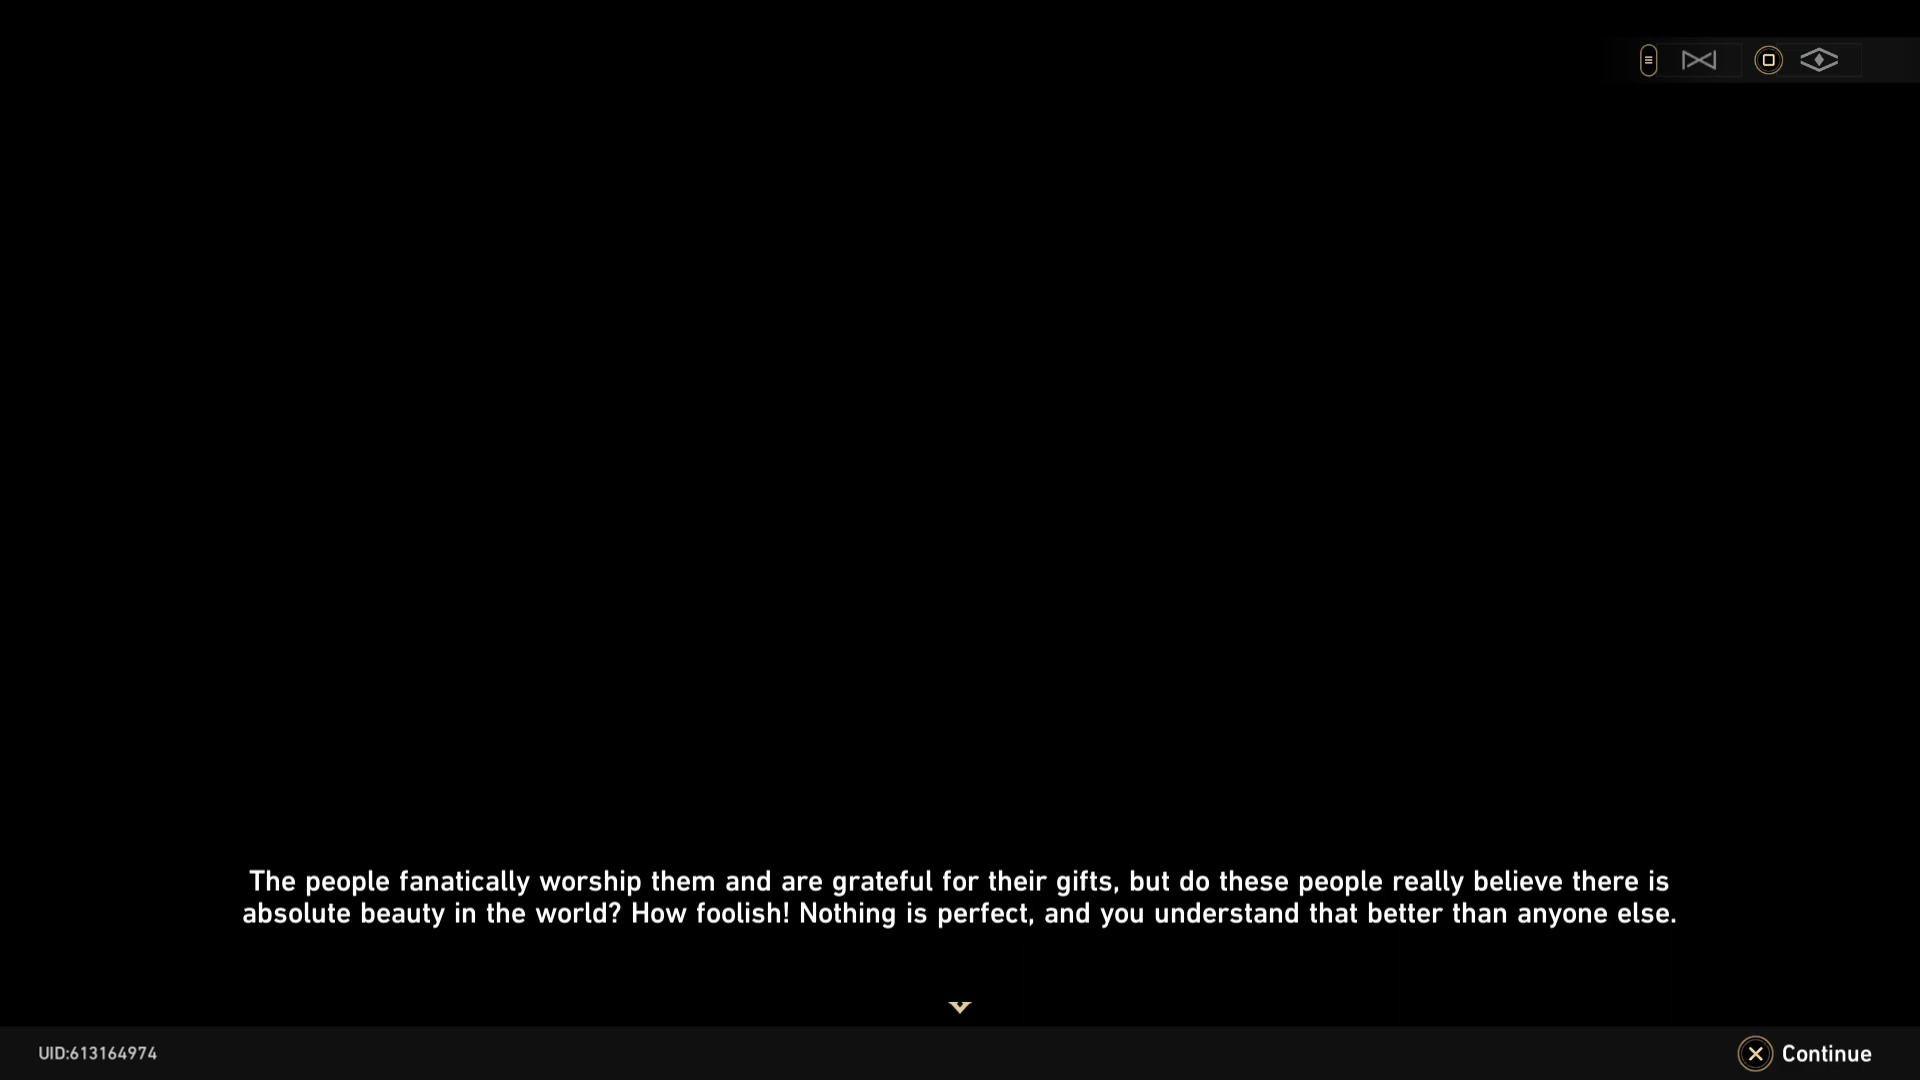 The people fanatically worship them and are grateful for their gifts, but do these people really believe there is
absolute beauty in the world? How foolish! Nothing is perfect, and you understand that better than anyone else.
UID:613164974
Continue